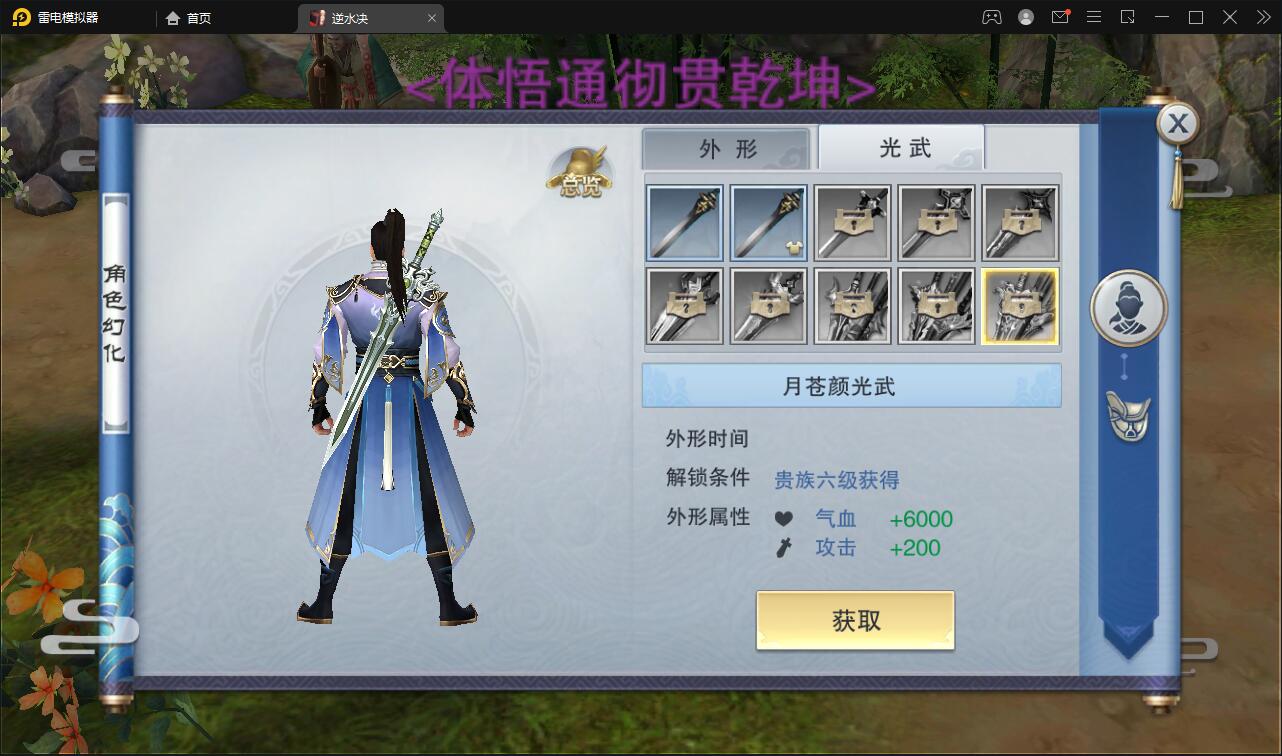 雷电模拟器
首页
逆水决
<体悟通彻贯乾坤>
角色幻化
总览
外形
光武
月苍颜光武
外形时间
解锁条件 贵族六级获得
外形属性 气血 +6000
攻击 +200
获取